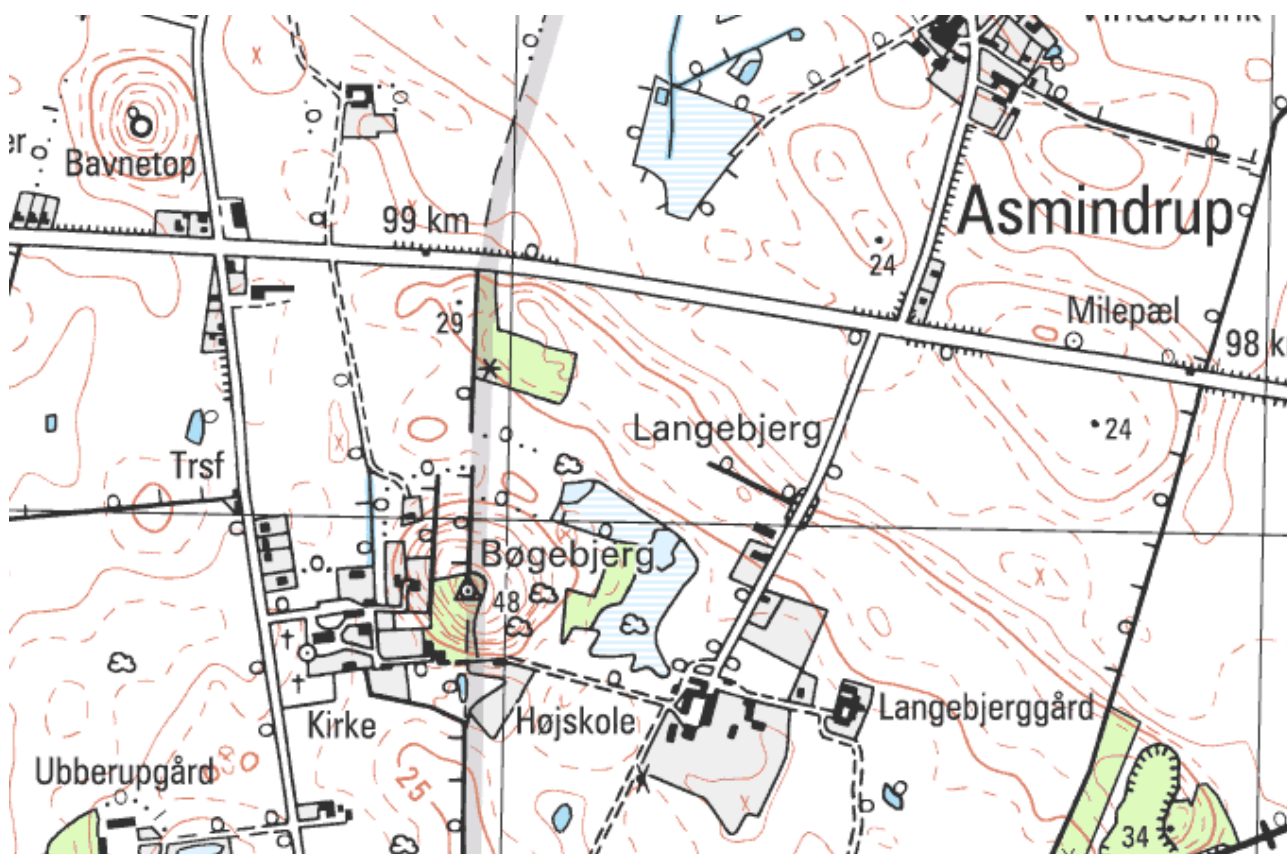 Bavnetop
99 km
Asmindrup
24
Milepæl
98 k
29
Langebjerg
24
Trsf
Bøgebjerg
48
Kirke
Højskole
Langebjerggård
Ubberupgård
25
34